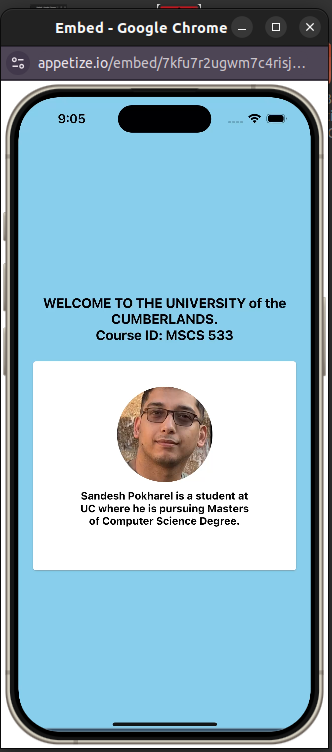 Embed - Google Chrome
appetize.io/embed/7kfu7r2ugwm7c4risj...
9:05
WELCOME TO THE UNIVERSITY of the
CUMBERLANDS.
Course ID: MSCS 533
Sandesh Pokharel is a student at
UC where he is pursuing Masters
of Computer Science Degree.